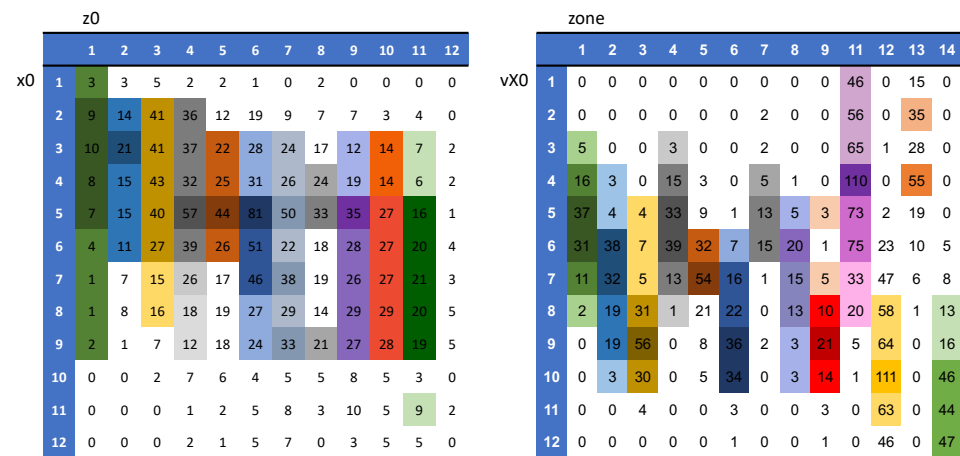 z0 zone
1 2 3 4 5 6 7 8 9 10 11 12 1 2 3 4 5 6 7 8 9 11 12 13 14
x0 1 3 3 5 2 2 1 0 2 0 0 0 0 vX0 1 0 0 0 0 0 0 0 0 0 46 0 15 0
2 9 14 41 36 12 19 9 7 7 3 4 0 2 0 0 0 0 0 0 2 0 0 56 0 35 0
3 10 21 41 37 22 28 24 17 12 14 7 2 3 5 0 0 3 0 0 2 0 0 65 1 28 0
4 8 15 43 32 25 31 26 24 19 14 6 2 4 16 3 0 15 3 0 5 1 0 110 0 55 0
5 7 15 40 57 44 81 50 33 35 27 16 1 5 37 4 4 33 9 1 13 5 3 73 2 19 0
6 4 11 27 39 26 51 22 18 28 27 20 4 6 31 38 7 39 32 7 15 20 1 75 23 10 5
7 1 7 15 26 17 46 38 19 26 27 21 3 7 11 32 5 13 54 16 1 15 5 33 47 6 8
8 1 8 16 18 19 27 29 14 29 29 20 5 8 2 19 31 1 21 22 0 13 10 20 58 1 13
9 2 1 7 12 18 24 33 21 27 28 19 5 9 0 19 56 0 8 36 2 3 21 5 64 0 16
10 0 0 2 7 6 4 5 5 8 5 3 0 10 0 3 30 0 5 34 0 3 14 1 111 0 46
11 0 0 0 1 2 5 8 3 10 5 9 2 11 0 0 4 0 0 3 0 0 3 0 63 0 44
12 0 0 0 2 1 5 7 0 3 5 5 0 12 0 0 0 0 0 1 0 0 1 0 46 0 47